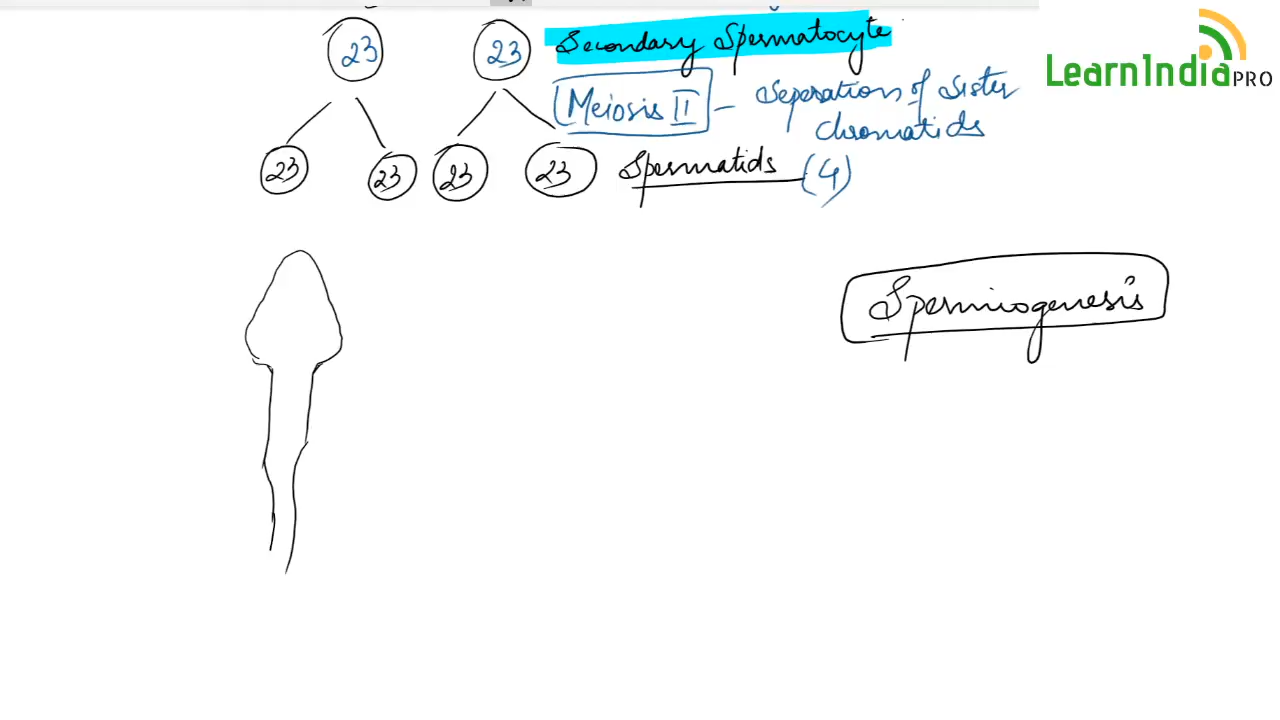 23 23 Secondary Spermatocyte
LearnIndia PRO
Meiosis II - Seperation of Sister
chromatids
23 23 23 23 Spermatids (4)
Spermiogenesis